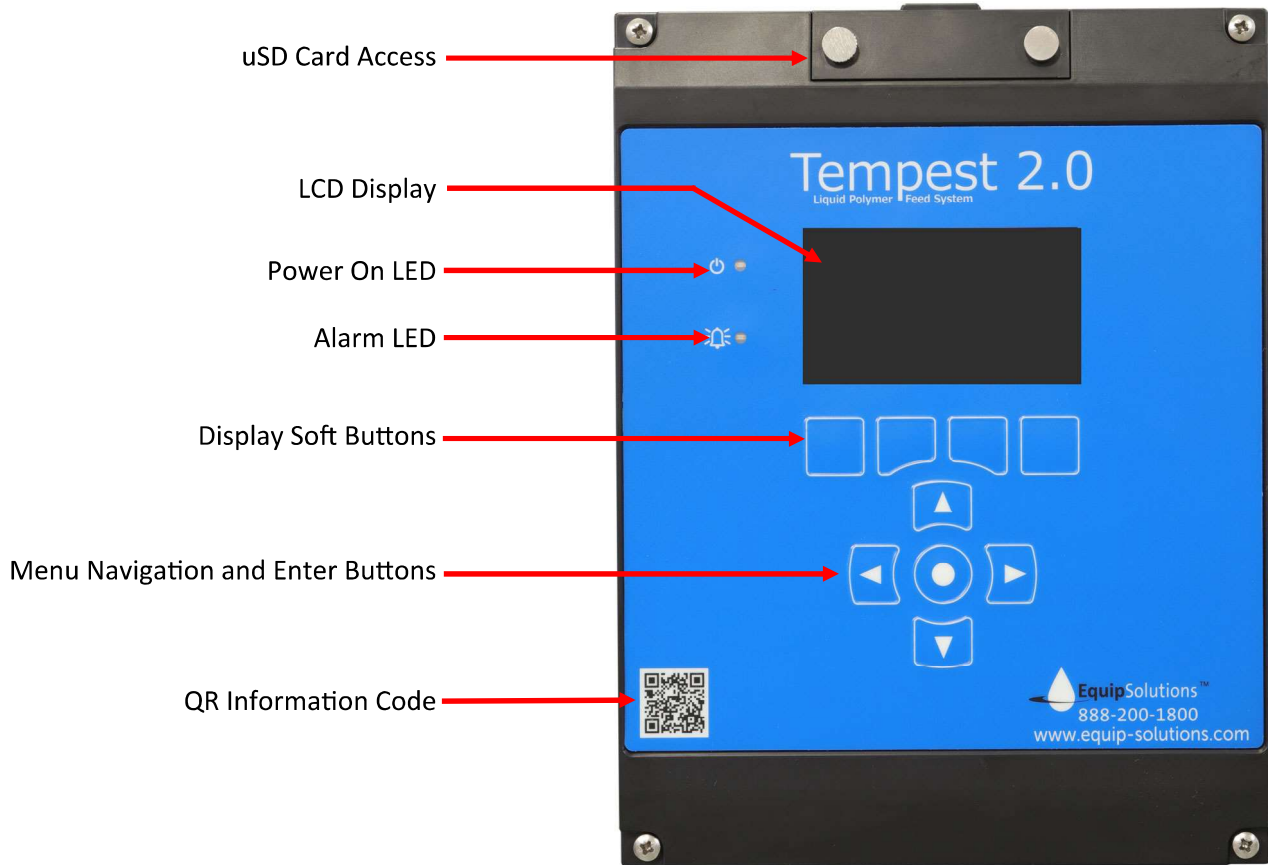 uSD Card Access
LCD Display
Power On LED
Alarm LED
Display Soft Buttons
Menu Navigation and Enter Buttons
QR Information Code
Tempest 2.0
Liquid Polymer Feed System
EquipSolutions™
888-200-1800
www.equip-solutions.com